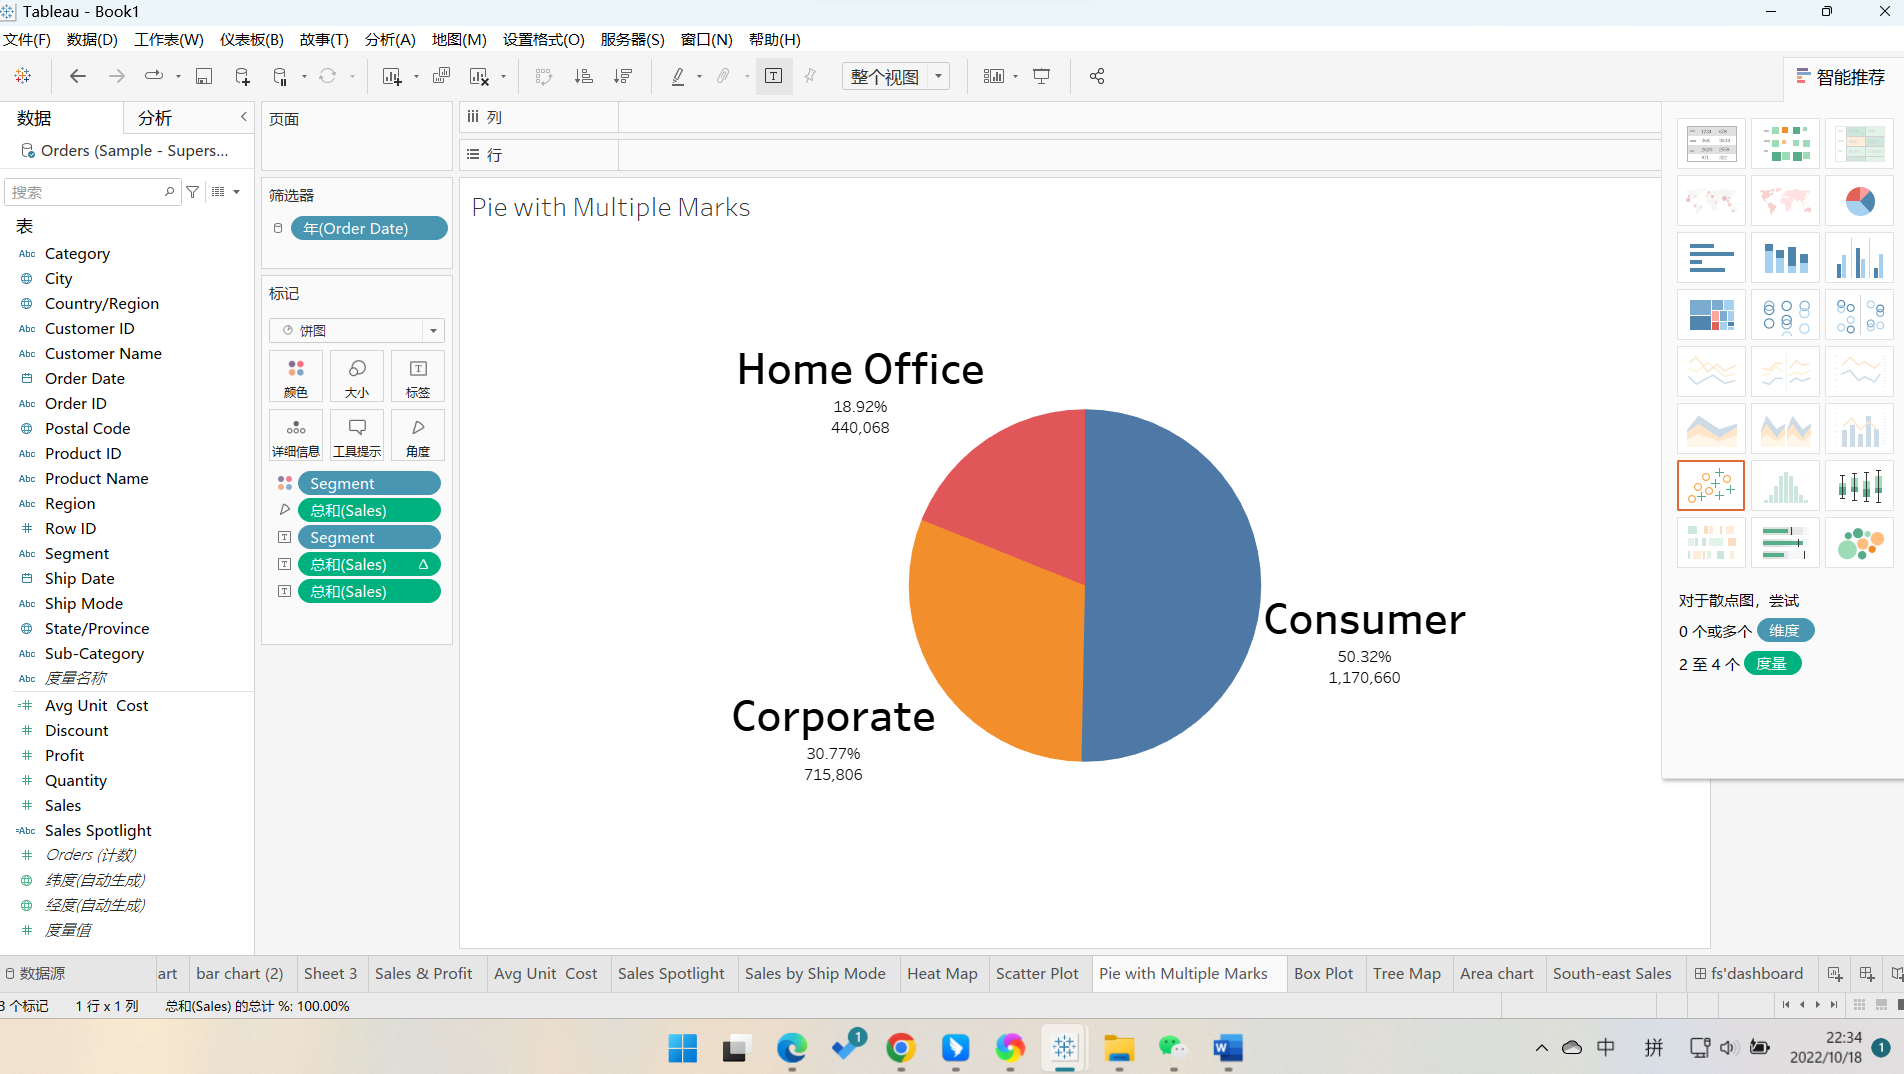 Tableau - Book1
文件(F) 数据(D) 工作表(W) 仪表板(B) 故事(T) 分析(A) 地图(M) 设置格式(O) 服务器(S) 窗口(N) 帮助(H)
整个视图
智能推荐
数据 分析
Orders (Sample - Supers...
搜索
表
Category
City
Country/Region
Customer ID
Customer Name
Order Date
Order ID
Postal Code
Product ID
Product Name
Region
Row ID
Segment
Ship Date
Ship Mode
State/Province
Sub-Category
度量名称
Avg Unit Cost
Discount
Profit
Quantity
Sales
Sales Spotlight
Orders (计数)
纬度(自动生成)
经度(自动生成)
度量值
页面
筛选器
年(Order Date)
标记
饼图
颜色 大小 标签
详细信息 工具提示 角度
Segment
总和(Sales)
Segment
总和(Sales) Δ
总和(Sales)
列
行
Pie with Multiple Marks
Home Office
18.92%
440,068
Consumer
50.32%
1,170,660
Corporate
30.77%
715,806
对于散点图，尝试
0 个或多个 维度
2 至 4 个 度量
数据源 art bar chart (2) Sheet 3 Sales & Profit Avg Unit Cost Sales Spotlight Sales by Ship Mode Heat Map Scatter Plot Pie with Multiple Marks Box Plot Tree Map Area chart South-east Sales fs'dashboard
3 个标记 1 行 x 1 列 总和(Sales) 的总计 %: 100.00%
1
中 拼
22:34
2022/10/18
1